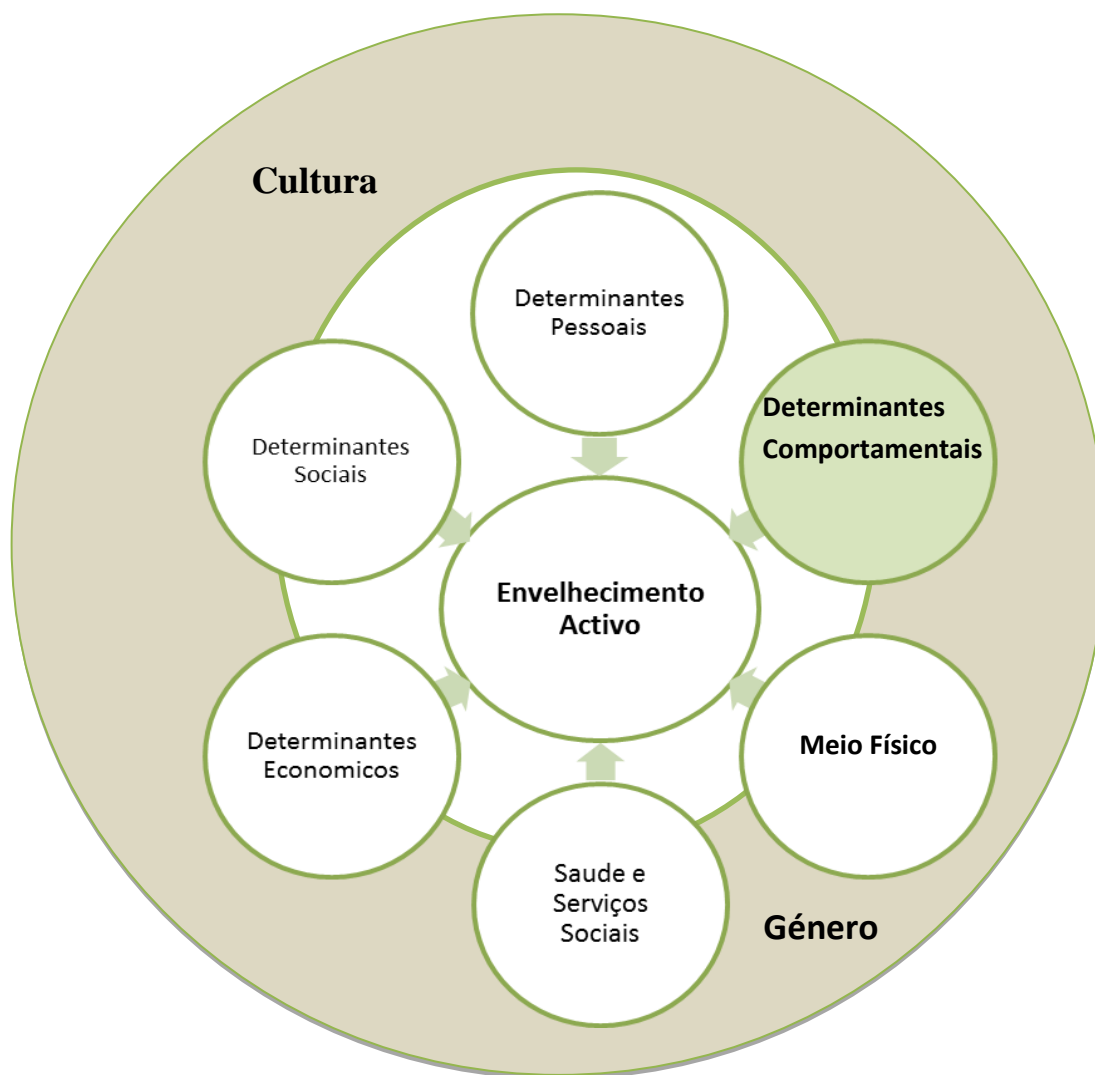 Cultura
Determinantes
Pessoais
Determinantes
Comportamentais
Determinantes
Sociais
Envelhecimento
Activo
Meio Físico
Determinantes
Economicos
Saude e
Serviços
Sociais
Género